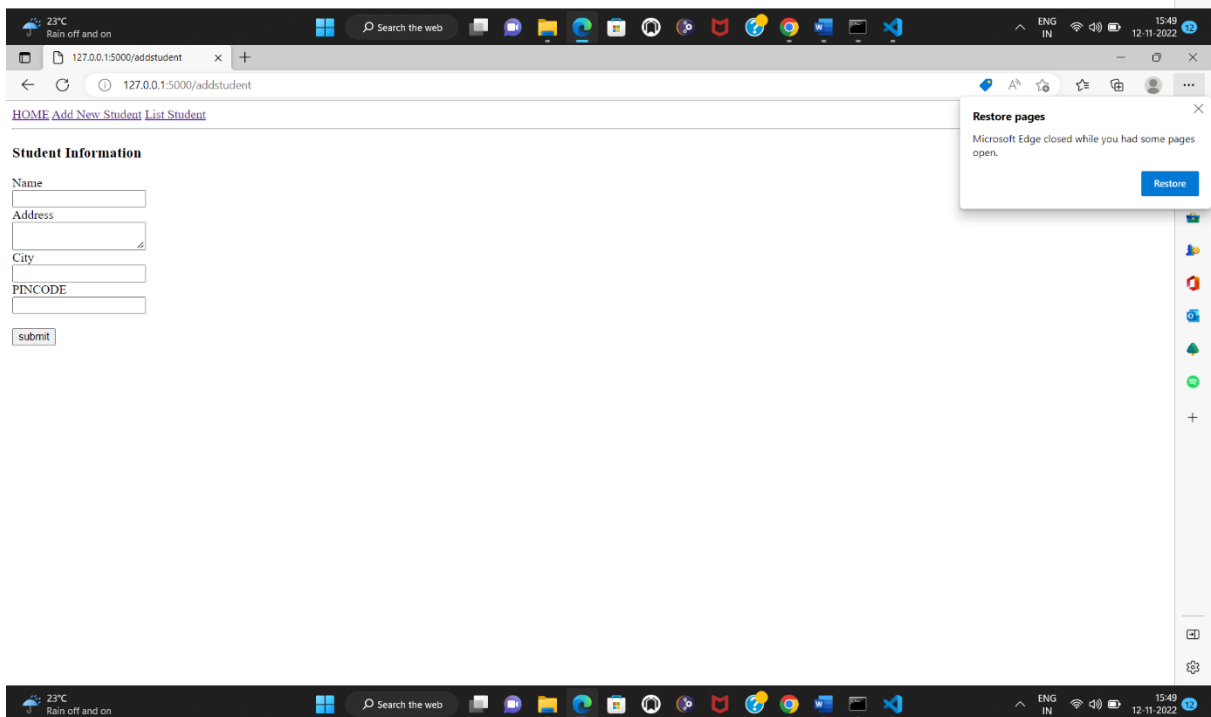 23°C
Rain off and on
Search the web
ENG
IN
15:49
12-11-2022
12
127.0.0.1:5000/addstudent
127.0.0.1:5000/addstudent
HOME Add New Student List Student
Restore pages
Microsoft Edge closed while you had some pages
open.
Restore
Student Information
Name
Address
City
PINCODE
submit
23°C
Rain off and on
Search the web
ENG
IN
15:49
12-11-2022
12